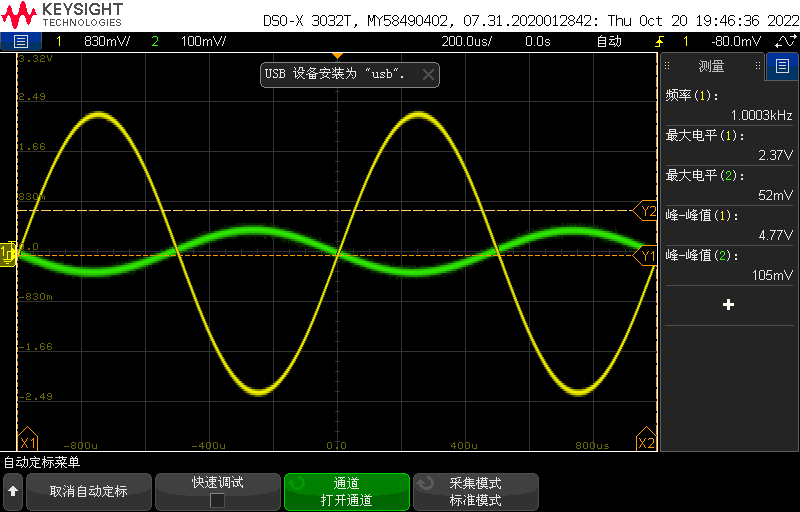 KEYSIGHT
TECHNOLOGIES
DSO-X 3032T, MY58490402, 07.31.2020012842: Thu Oct 20 19:46:36 2022
1 830mV/ 2 100mV/ 200.0us/ 0.0s 自动 1 -80.0mV
3.32V
USB 设备安装为 "usb".
2.49
1.66
830m
Y2
0.0
1
Y1
-830m
-1.66
-2.49
X1 -800u -400u 0.0 400u 800us X2
测量
频率(1):
1.0003kHz
最大电平(1):
2.37V
最大电平(2):
52mV
峰-峰值(1):
4.77V
峰-峰值(2):
105mV
+
自动定标菜单
取消自动定标
快速调试
通道
打开通道
采集模式
标准模式